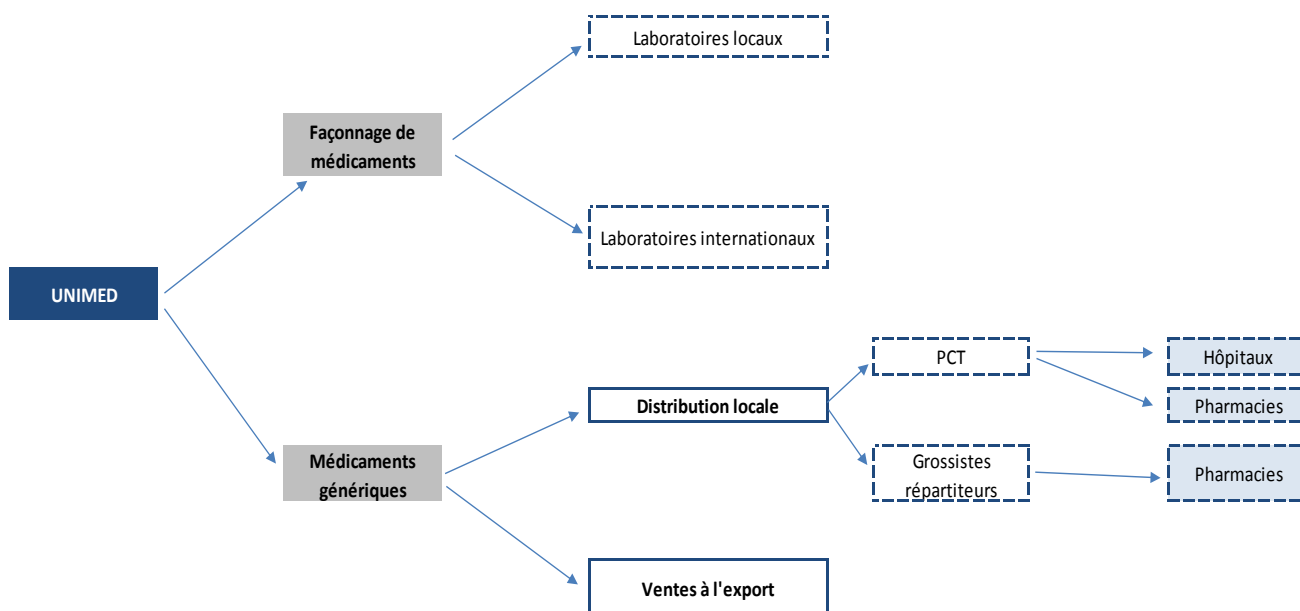 Laboratoires locaux
Façonnage de
médicaments
Laboratoires internationaux
UNIMED
PCT
Hôpitaux
Distribution locale
Pharmacies
Médicaments
génériques
Grossistes
répartiteurs
Pharmacies
Ventes à l'export